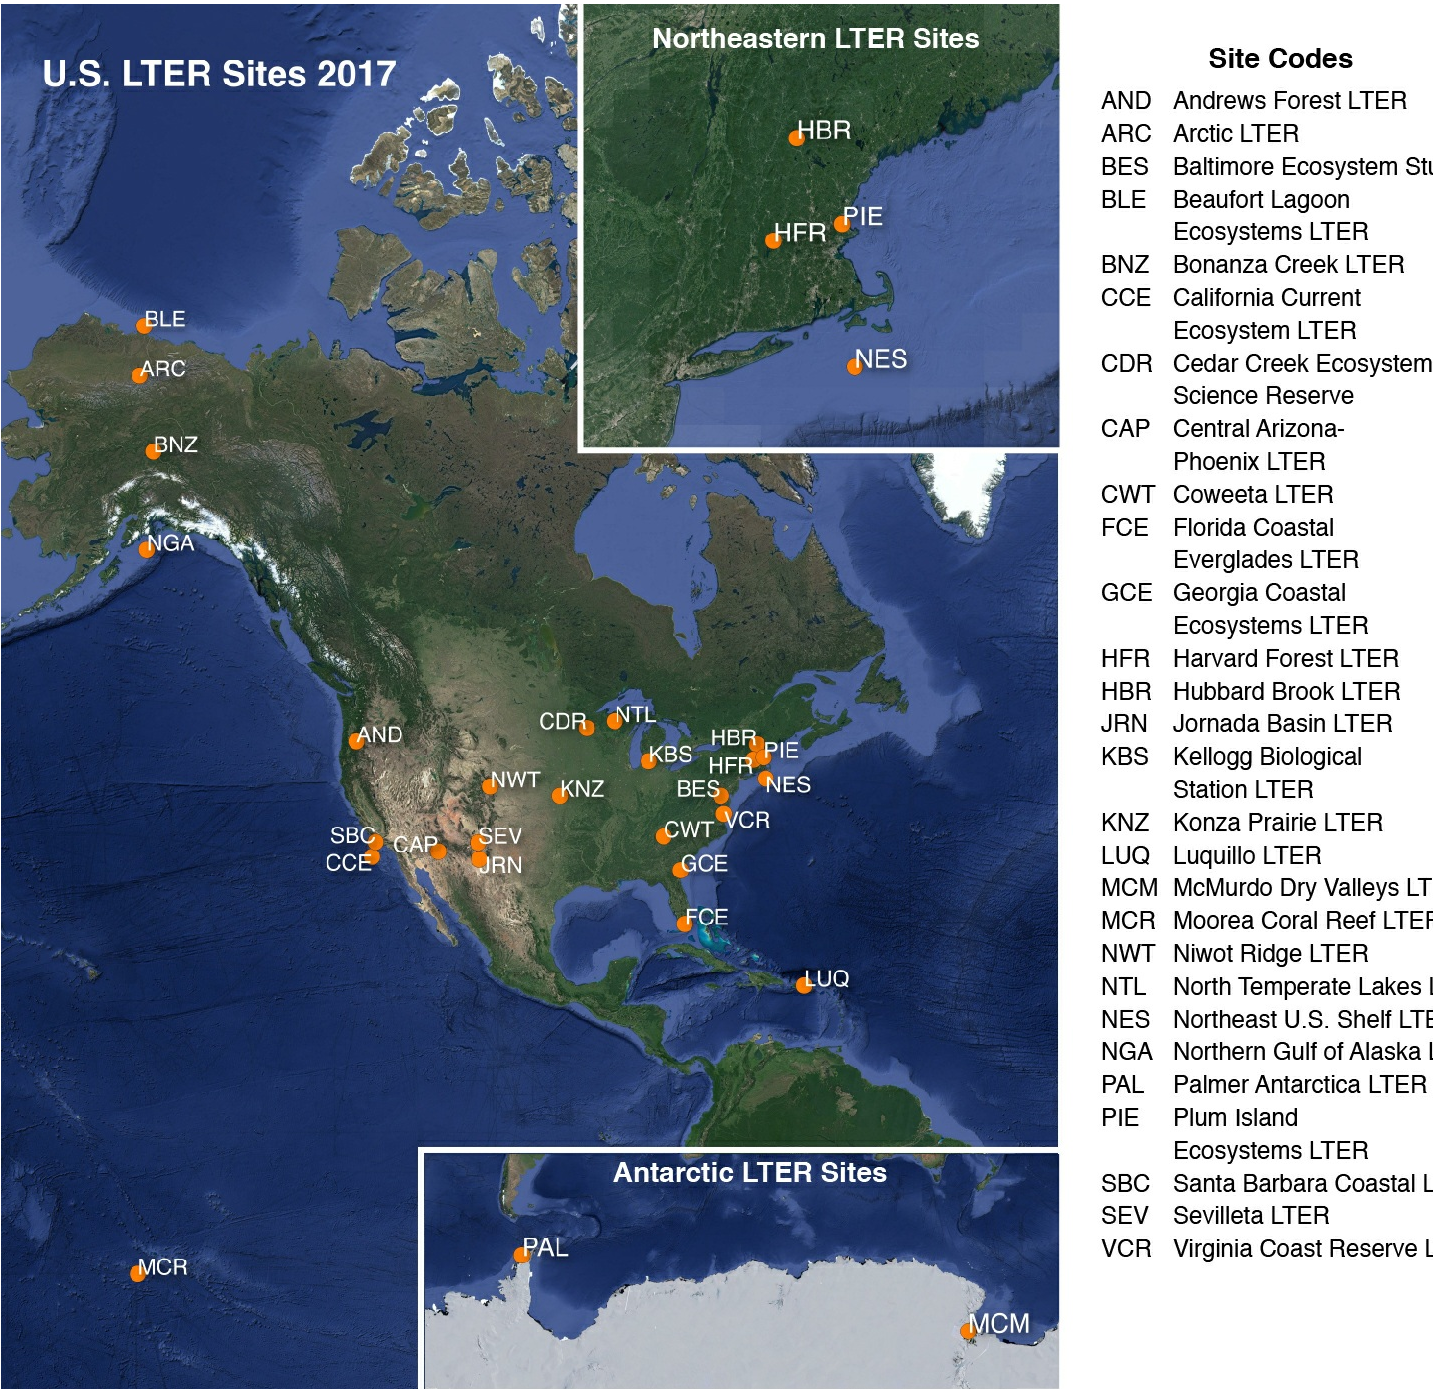 U.S. LTER Sites 2017
Northeastern LTER Sites
HBR
PIE
HFR
NES
BLE
ARC
BNZ
NGA
AND
CDR
NTL
KBS
HBR
PIE
HFR
NES
NWT
KNZ
BES
VCR
SBC
CAP
SEV
CWT
CCE
JRN
GCE
FCE
LUQ
MCR
Antarctic LTER Sites
PAL
MCM
Site Codes
AND Andrews Forest LTER
ARC Arctic LTER
BES Baltimore Ecosystem Stu
BLE Beaufort Lagoon
Ecosystems LTER
BNZ Bonanza Creek LTER
CCE California Current
Ecosystem LTER
CDR Cedar Creek Ecosystem
Science Reserve
CAP Central Arizona-
Phoenix LTER
CWT Coweeta LTER
FCE Florida Coastal
Everglades LTER
GCE Georgia Coastal
Ecosystems LTER
HFR Harvard Forest LTER
HBR Hubbard Brook LTER
JRN Jornada Basin LTER
KBS Kellogg Biological
Station LTER
KNZ Konza Prairie LTER
LUQ Luquillo LTER
MCM McMurdo Dry Valleys LT
MCR Moorea Coral Reef LTER
NWT Niwot Ridge LTER
NTL North Temperate Lakes L
NES Northeast U.S. Shelf LTE
NGA Northern Gulf of Alaska L
PAL Palmer Antarctica LTER
PIE Plum Island
Ecosystems LTER
SBC Santa Barbara Coastal L
SEV Sevilleta LTER
VCR Virginia Coast Reserve L